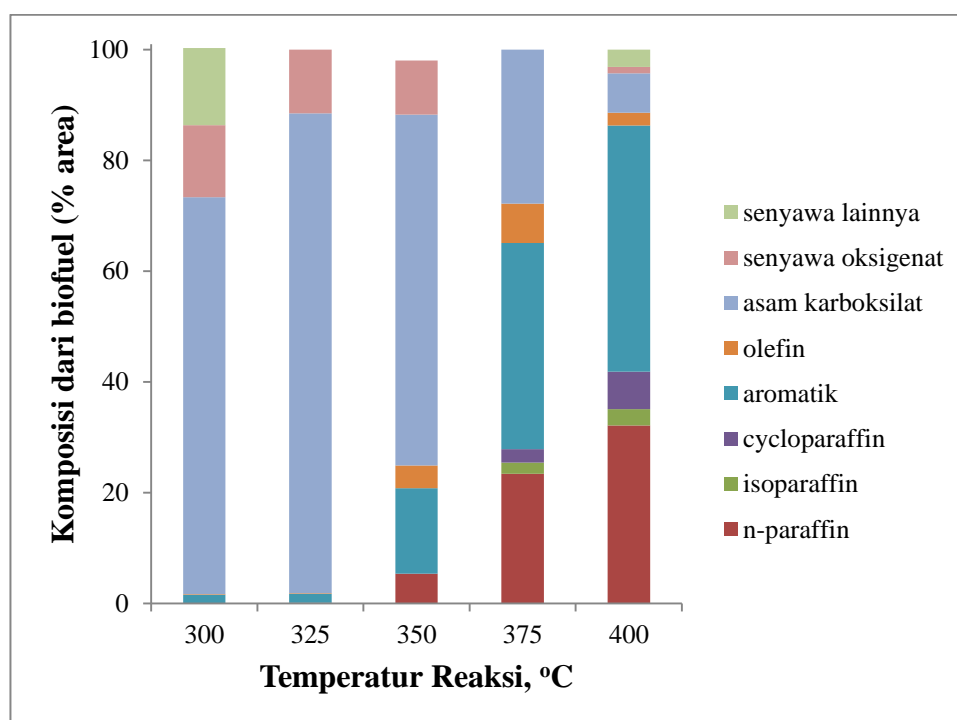 Komposisi dari biofuel (% area)
100
80
60
40
20
0
300 325 350 375 400
Temperatur Reaksi, ᵒC
senyawa lainnya
senyawa oksigenat
asam karboksilat
olefin
aromatik
cycloparaffin
isoparaffin
n-paraffin